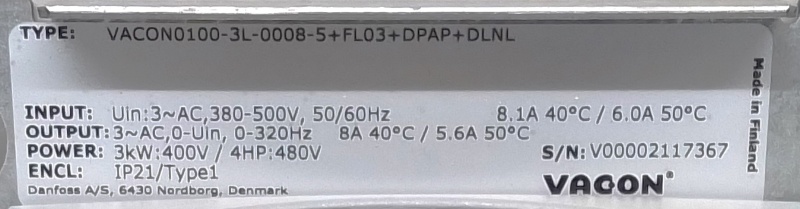 TYPE: VACON0100-3L-0008-5+FL03+DPAP+DLNL
INPUT: Uin:3~AC,380-500V, 50/60Hz 8.1A 40°C / 6.0A 50°C
OUTPUT: 3~AC,0-Uin, 0-320Hz 8A 40°C / 5.6A 50°C
POWER: 3kW:400V / 4HP:480V
S/N: V00002117367
ENCL: IP21/Type1
Danfoss A/S, 6430 Nordborg, Denmark
VACON®
Made in Finland